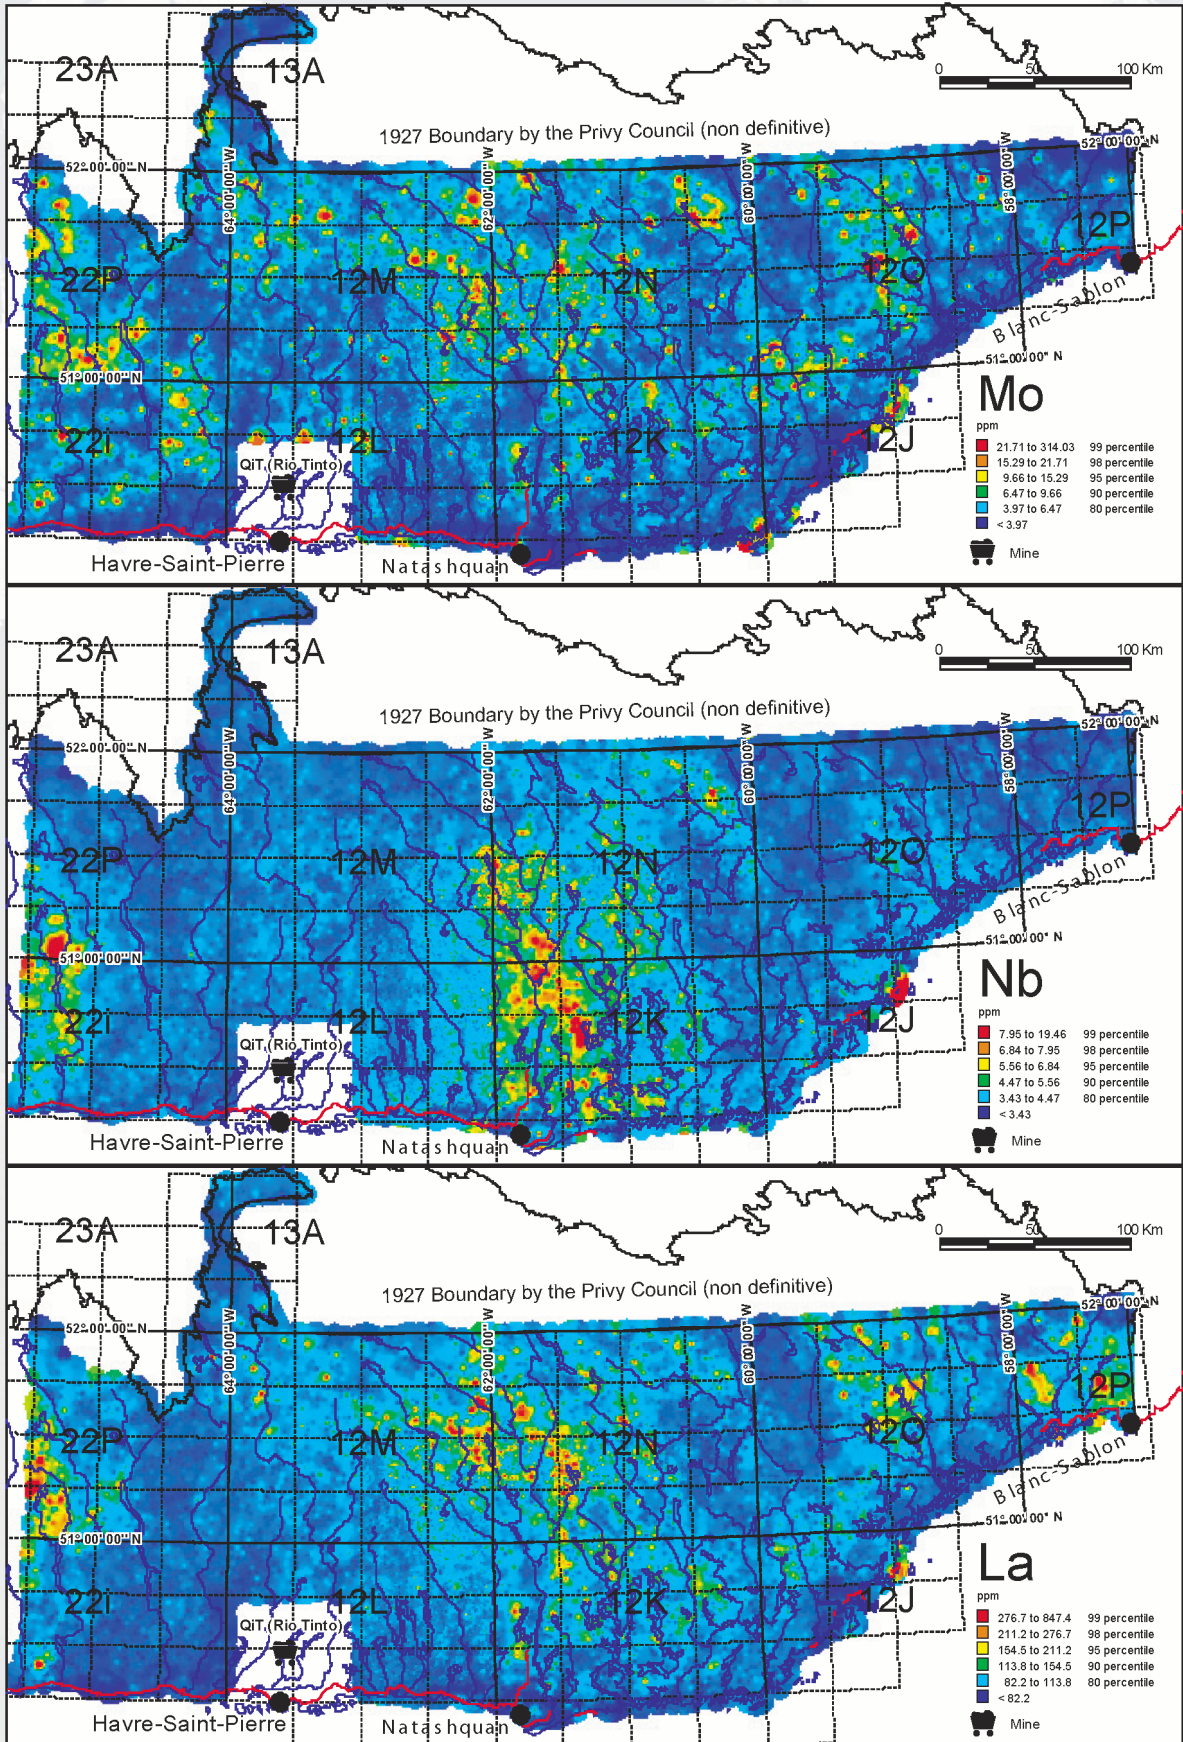 23A
13A
0 50 100 Km
1927 Boundary by the Privy Council (non definitive)
52° 00' 00'' N
52° 00' 00'' N
64° 00' 00'' W
62° 00' 00'' W
60° 00' 00'' W
58° 00' 00'' W
12P
22P
12M
12N
12O
Blanc-Sablon
51° 00' 00'' N
51° 00' 00'' N
22i
12L
12K
12J
QiT (Rio Tinto)
Havre-Saint-Pierre
Natashquan
Mo
ppm
21.71 to 314.03 99 percentile
15.29 to 21.71 98 percentile
9.66 to 15.29 95 percentile
6.47 to 9.66 90 percentile
3.97 to 6.47 80 percentile
< 3.97
Mine
23A
13A
0 50 100 Km
1927 Boundary by the Privy Council (non definitive)
52° 00' 00'' N
52° 00' 00'' N
64° 00' 00'' W
62° 00' 00'' W
60° 00' 00'' W
58° 00' 00'' W
12P
22P
12M
12N
12O
Blanc-Sablon
51° 00' 00'' N
51° 00' 00'' N
22i
12L
12K
12J
QiT (Rio Tinto)
Havre-Saint-Pierre
Natashquan
Nb
ppm
7.95 to 19.46 99 percentile
6.84 to 7.95 98 percentile
5.56 to 6.84 95 percentile
4.47 to 5.56 90 percentile
3.43 to 4.47 80 percentile
< 3.43
Mine
23A
13A
0 50 100 Km
1927 Boundary by the Privy Council (non definitive)
52° 00' 00'' N
52° 00' 00'' N
64° 00' 00'' W
62° 00' 00'' W
60° 00' 00'' W
58° 00' 00'' W
12P
22P
12M
12N
12O
Blanc-Sablon
51° 00' 00'' N
51° 00' 00'' N
22i
12L
12K
12J
QiT (Rio Tinto)
Havre-Saint-Pierre
Natashquan
La
ppm
276.7 to 847.4 99 percentile
211.2 to 276.7 98 percentile
154.5 to 211.2 95 percentile
113.8 to 154.5 90 percentile
82.2 to 113.8 80 percentile
< 82.2
Mine